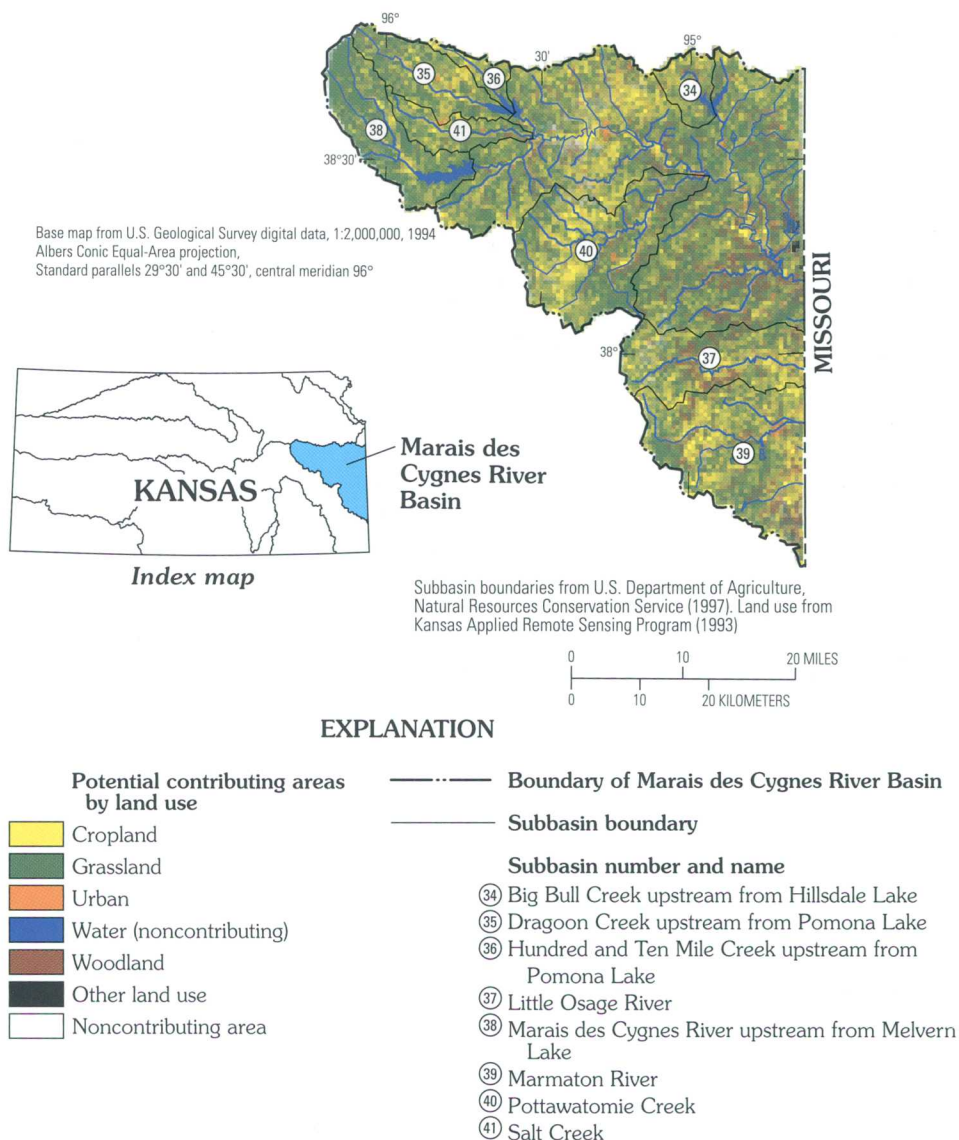 96°
30'
95°
35
36
34
38
41
38°30'
40
38°
37
39
MISSOURI
Base map from U.S. Geological Survey digital data, 1:2,000,000, 1994
Albers Conic Equal-Area projection,
Standard parallels 29°30' and 45°30', central meridian 96°
KANSAS
Marais des
Cygnes River
Basin
Index map
Subbasin boundaries from U.S. Department of Agriculture,
Natural Resources Conservation Service (1997). Land use from
Kansas Applied Remote Sensing Program (1993)
0 10 20 MILES
0 10 20 KILOMETERS
EXPLANATION
Potential contributing areas
by land use
Cropland
Grassland
Urban
Water (noncontributing)
Woodland
Other land use
Noncontributing area
Boundary of Marais des Cygnes River Basin
Subbasin boundary
Subbasin number and name
34 Big Bull Creek upstream from Hillsdale Lake
35 Dragoon Creek upstream from Pomona Lake
36 Hundred and Ten Mile Creek upstream from
Pomona Lake
37 Little Osage River
38 Marais des Cygnes River upstream from Melvern
Lake
39 Marmaton River
40 Pottawatomie Creek
41 Salt Creek